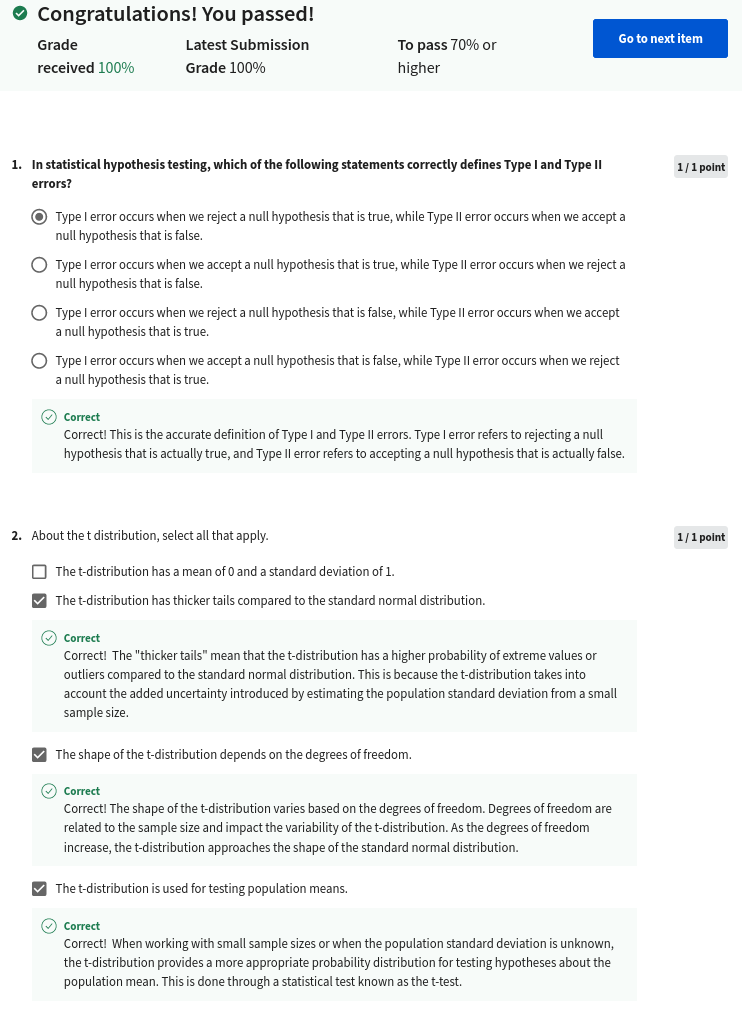 Congratulations! You passed!
Grade
received 100%
Latest Submission
Grade 100%
To pass 70% or
higher
Go to next item
1. In statistical hypothesis testing, which of the following statements correctly defines Type I and Type II
errors?
1 / 1 point
Type I error occurs when we reject a null hypothesis that is true, while Type II error occurs when we accept a
null hypothesis that is false.
Type I error occurs when we accept a null hypothesis that is true, while Type II error occurs when we reject a
null hypothesis that is false.
Type I error occurs when we reject a null hypothesis that is false, while Type II error occurs when we accept
a null hypothesis that is true.
Type I error occurs when we accept a null hypothesis that is false, while Type II error occurs when we reject
a null hypothesis that is true.
Correct
Correct! This is the accurate definition of Type I and Type II errors. Type I error refers to rejecting a null
hypothesis that is actually true, and Type II error refers to accepting a null hypothesis that is actually false.
2. About the t distribution, select all that apply.
1 / 1 point
The t-distribution has a mean of 0 and a standard deviation of 1.
The t-distribution has thicker tails compared to the standard normal distribution.
Correct
Correct! The "thicker tails" mean that the t-distribution has a higher probability of extreme values or
outliers compared to the standard normal distribution. This is because the t-distribution takes into
account the added uncertainty introduced by estimating the population standard deviation from a small
sample size.
The shape of the t-distribution depends on the degrees of freedom.
Correct
Correct! The shape of the t-distribution varies based on the degrees of freedom. Degrees of freedom are
related to the sample size and impact the variability of the t-distribution. As the degrees of freedom
increase, the t-distribution approaches the shape of the standard normal distribution.
The t-distribution is used for testing population means.
Correct
Correct! When working with small sample sizes or when the population standard deviation is unknown,
the t-distribution provides a more appropriate probability distribution for testing hypotheses about the
population mean. This is done through a statistical test known as the t-test.